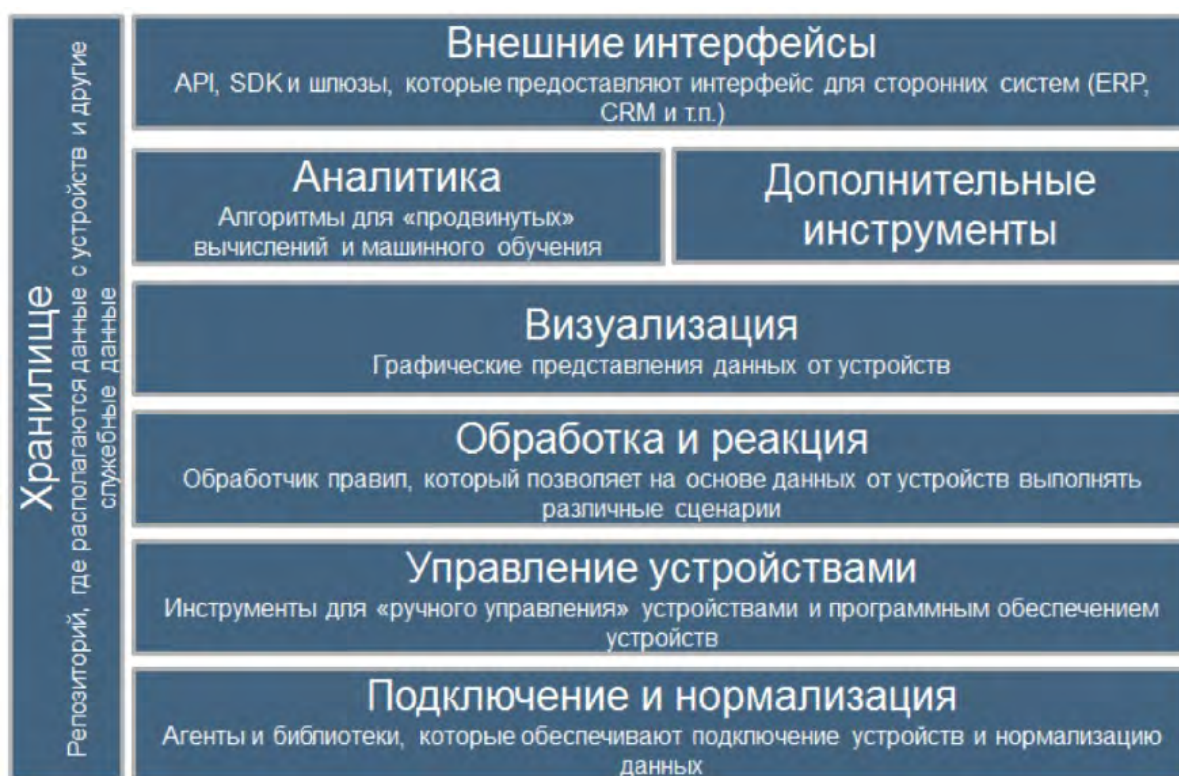 Хранилище
Репозиторий, где располагаются данные с устройств и другие
служебные данные
Внешние интерфейсы
API, SDK и шлюзы, которые предоставляют интерфейс для сторонних систем (ERP,
CRM и т.п.)
Аналитика
Алгоритмы для «продвинутых»
вычислений и машинного обучения
Дополнительные
инструменты
Визуализация
Графические представления данных от устройств
Обработка и реакция
Обработчик правил, который позволяет на основе данных от устройств выполнять
различные сценарии
Управление устройствами
Инструменты для «ручного управления» устройствами и программным обеспечением
устройств
Подключение и нормализация
Агенты и библиотеки, которые обеспечивают подключение устройств и нормализацию
данных